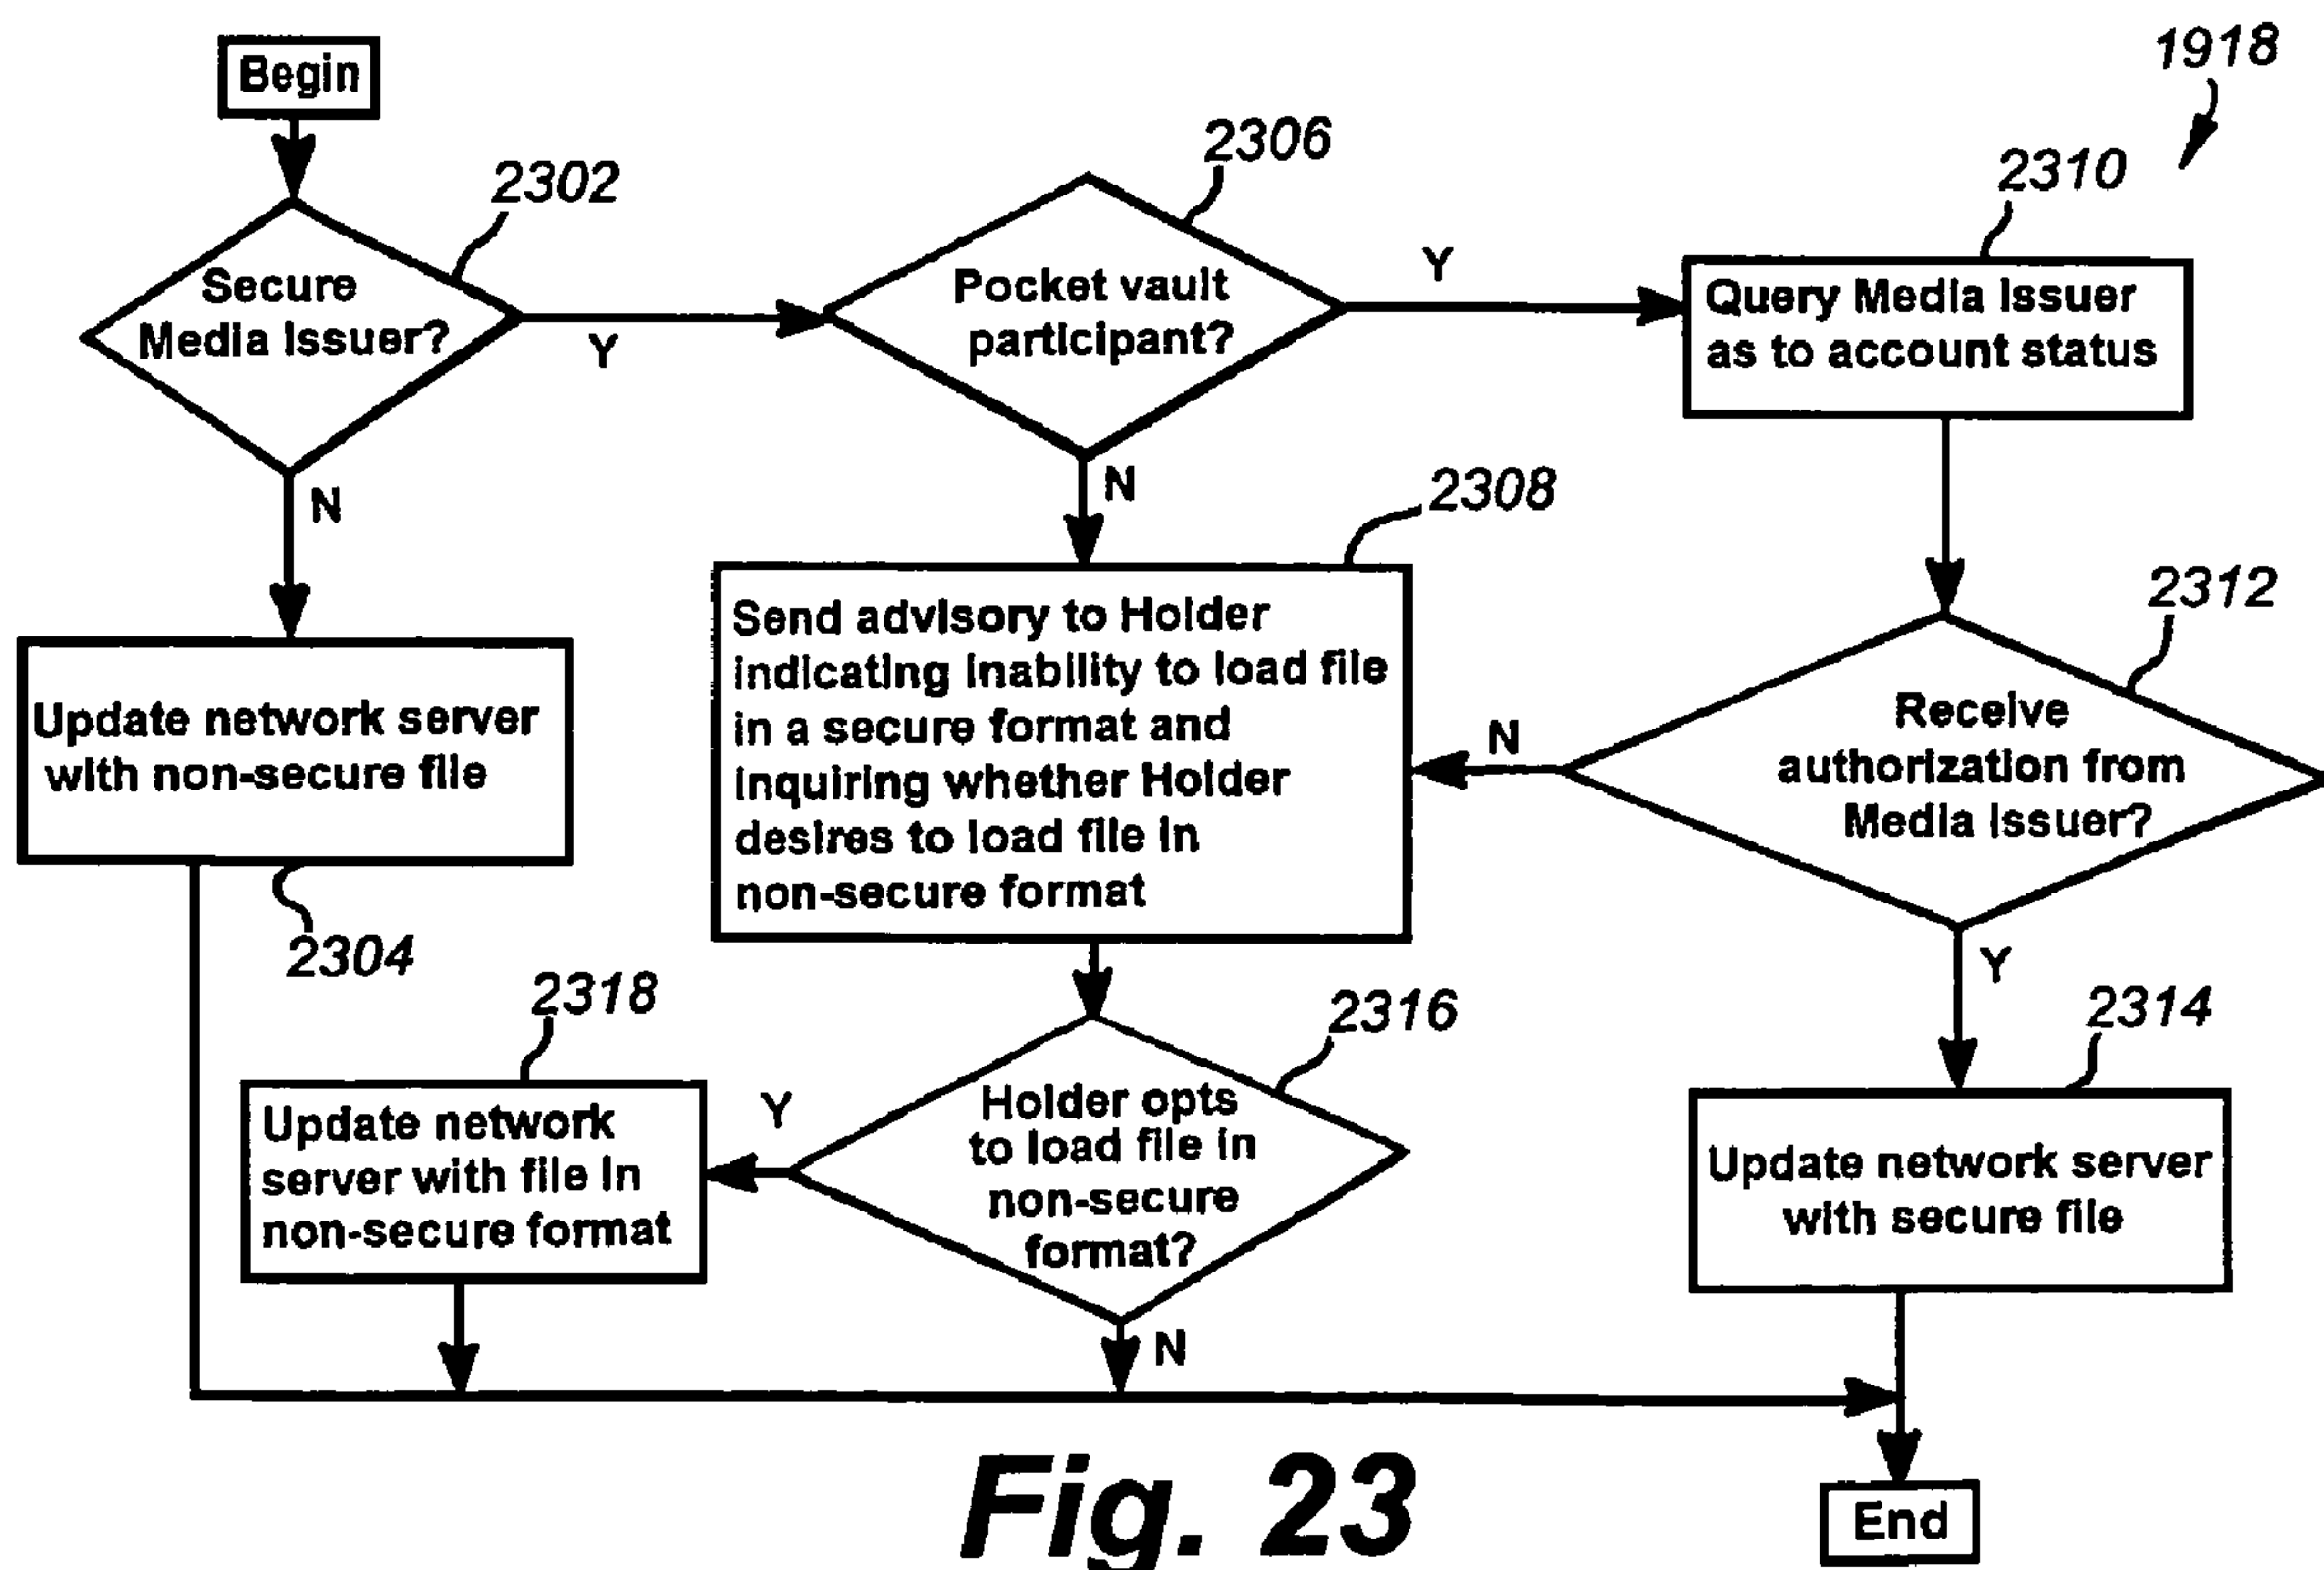 Begin
1918
2302
2306
2310
Secure
Media Issuer?
Y
N
Pocket vault
participant?
Y
N
Query Media Issuer
as to account status
2308
2312
Update network server
with non-secure file
2304
Send advisory to Holder
indicating inability to load file
in a secure format and
inquiring whether Holder
desires to load file in
non-secure format
N
Receive
authorization from
Media Issuer?
Y
2318
2316
2314
Update network
server with file in
non-secure format
Y
Holder opts
to load file in
non-secure
format?
N
Update network server
with secure file
End
Fig. 23